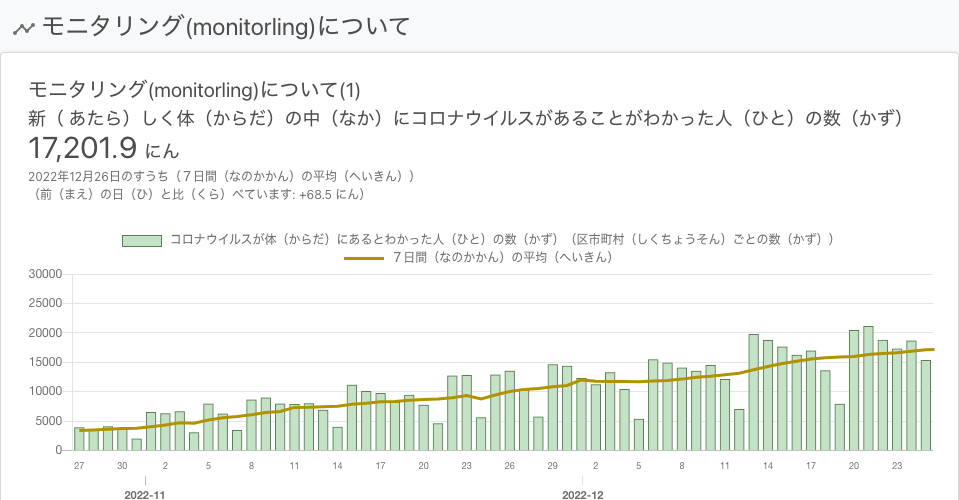 モニタリング(monitorling)について
モニタリング(monitorling)について(1)
新（ あたら）しく体（からだ）の中（なか）にコロナウイルスがあることがわかった人（ひと）の数（かず）
17,201.9 にん
2022年12月26日のすうち（７日間（なのかかん）の平均（へいきん））
（前（まえ）の日（ひ）と比（くら）べています: +68.5 にん）
コロナウイルスが体（からだ）にあるとわかった人（ひと）の数（かず）（区市町村（しくちょうそん）ごとの数（かず））
７日間（なのかかん）の平均（へいきん）
30000
25000
20000
15000
10000
5000
0
27 30 2 5 8 11 14 17 20 23 26 29 2 5 8 11 14 17 20 23
2022-11 2022-12